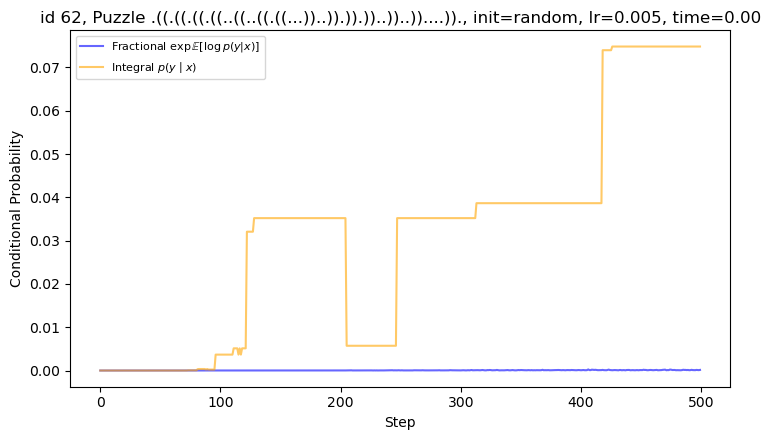 id 62, Puzzle .((.((.((.((..((..((.((...))..)).)).))..))..))....))., init=random, lr=0.005, time=0.00
Fractional exp𝔼[log p(y|x)]
Integral p(y | x)
Conditional Probability
0.07
0.06
0.05
0.04
0.03
0.02
0.01
0.00
0 100 200 300 400 500
Step